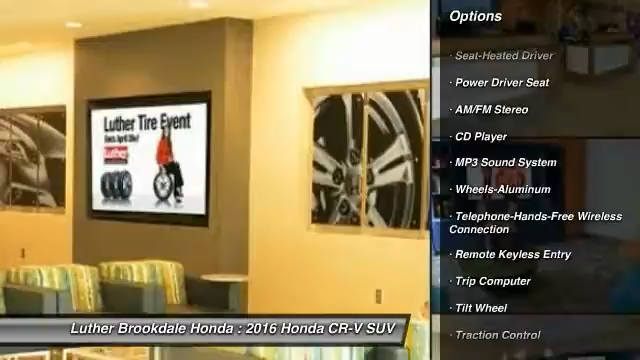 Options
· Seat-Heated Driver
· Power Driver Seat
· AM/FM Stereo
· CD Player
· MP3 Sound System
· Wheels-Aluminum
· Telephone-Hands-Free Wireless
Connection
· Remote Keyless Entry
· Trip Computer
· Tilt Wheel
· Traction Control
Luther Tire Event
Luther Brookdale Honda : 2016 Honda CR-V SUV